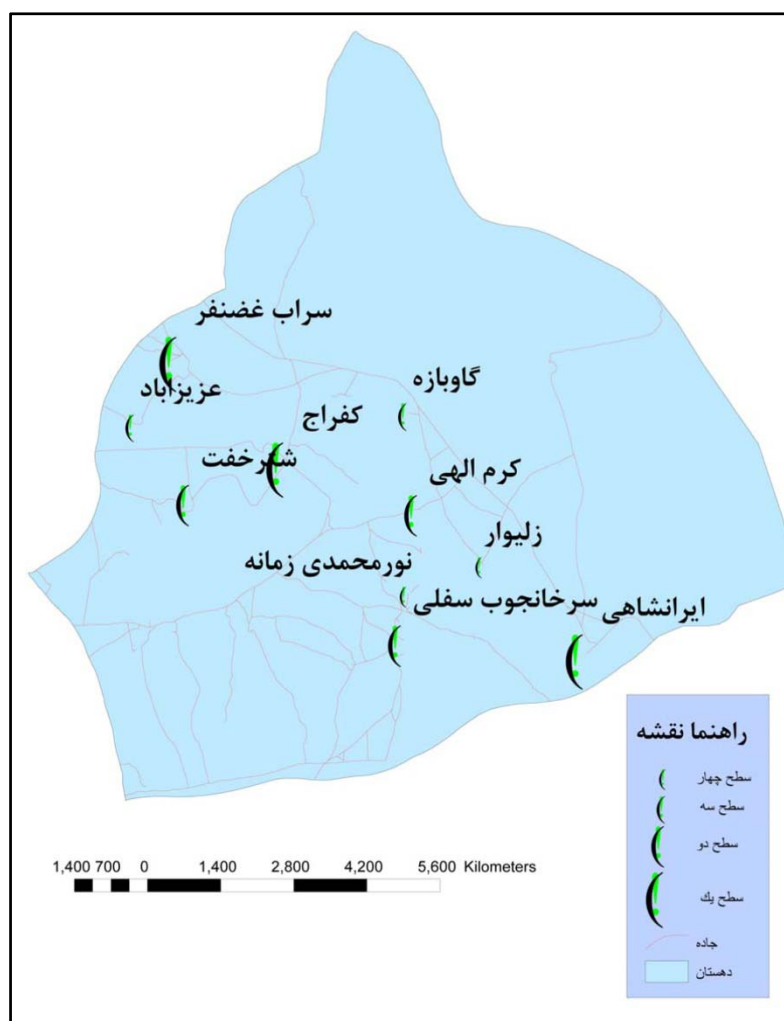 سراب غضنفر
عزیزاباد
گاوبازه
کفراج
شترخفت
کرم الهی
زلیوار
نورمحمدی زمانه
سرخانجوب سفلی
ایرانشاهی
راهنما نقشه
سطح چهار
سطح سه
سطح دو
سطح یك
جاده
دهستان
1,400 700 0 1,400 2,800 4,200 5,600 Kilometers